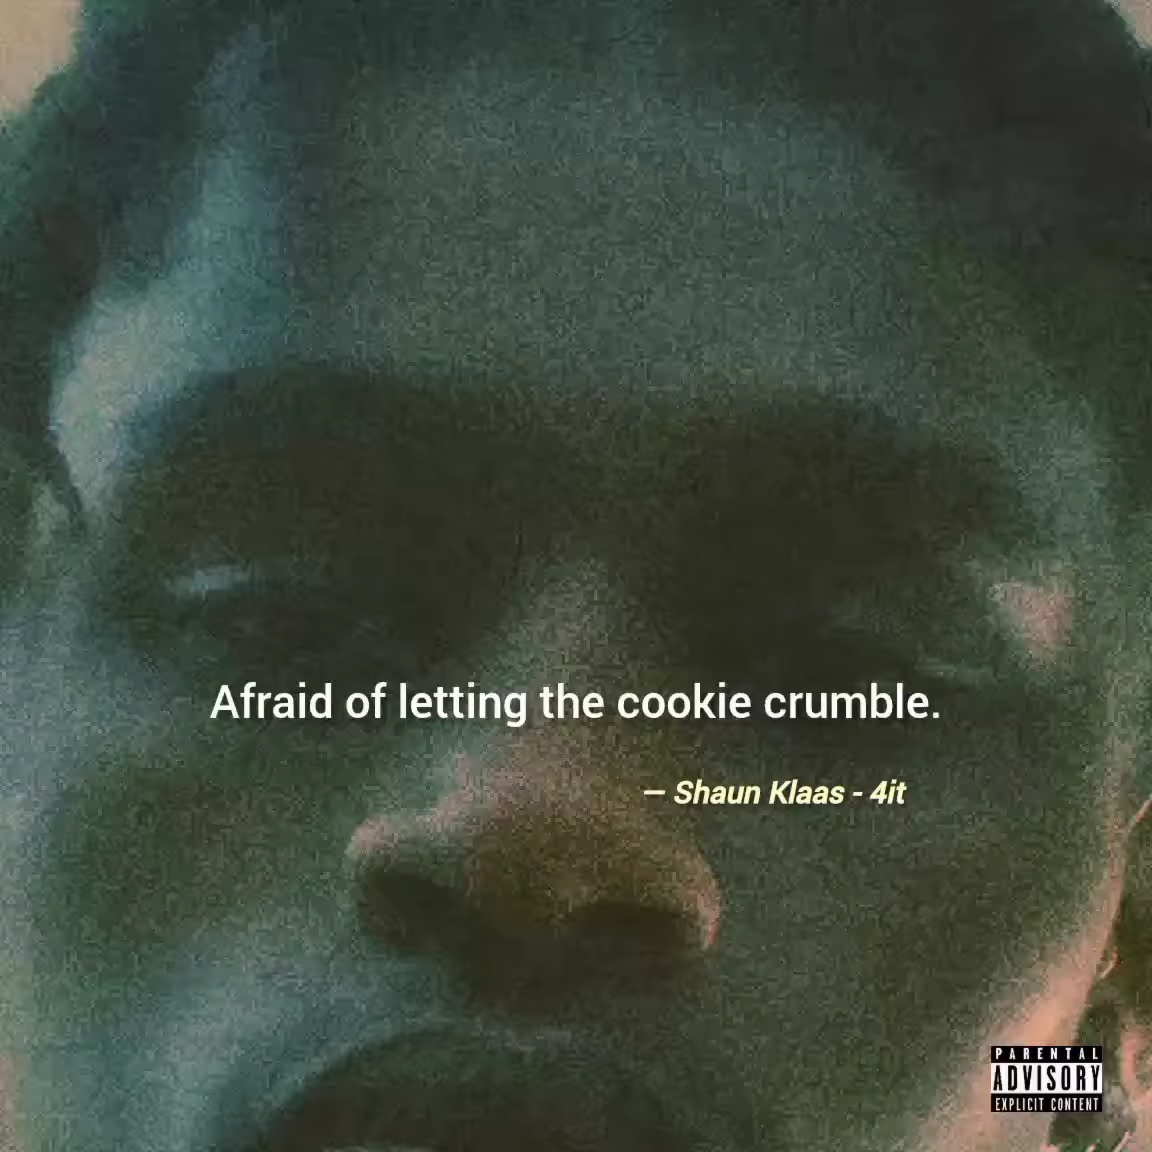 Afraid of letting the cookie crumble.
— Shaun Klaas - 4it
PARENTAL
ADVISORY
EXPLICIT CONTENT